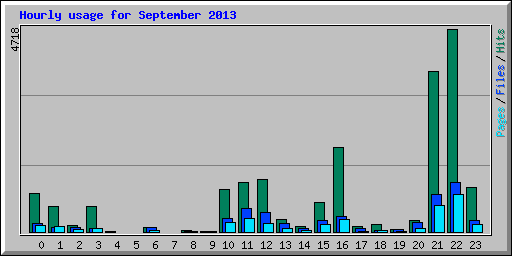 Hourly usage for September 2013
4718
Pages/Files/Hits
0 1 2 3 4 5 6 7 8 9 10 11 12 13 14 15 16 17 18 19 20 21 22 23